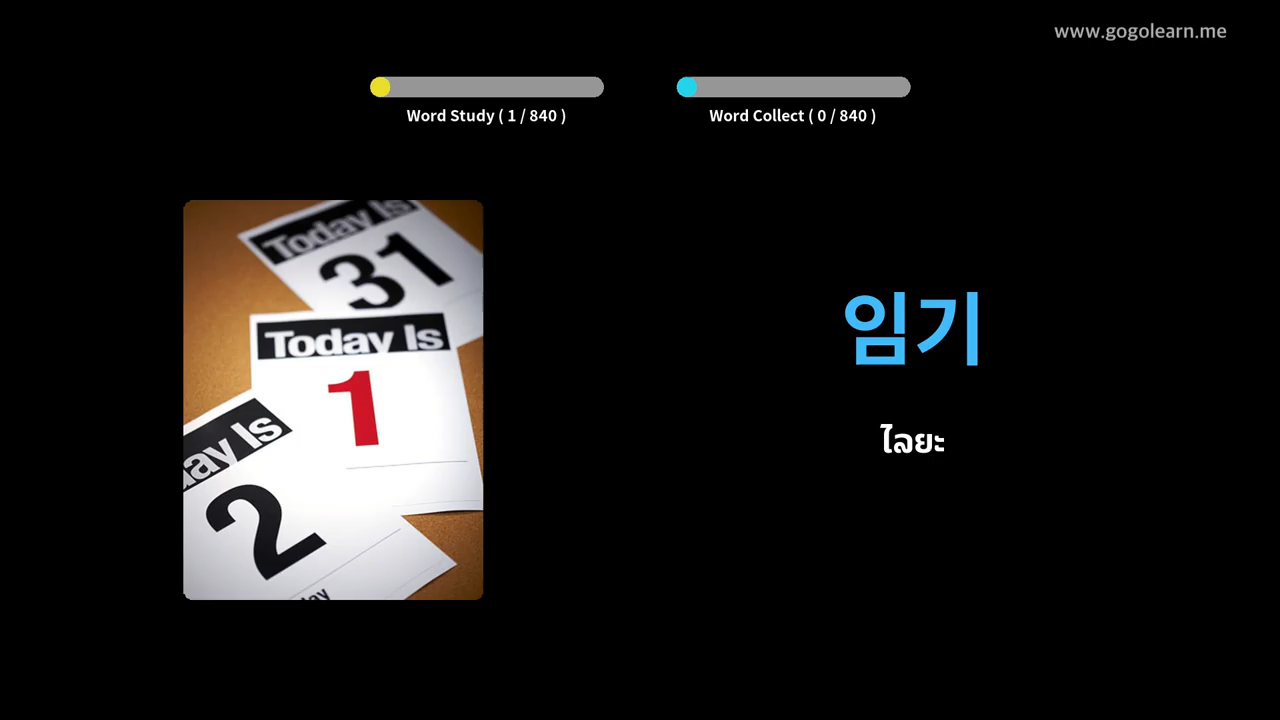 www.gogolearn.me
Word Study ( 1 / 840 )
Word Collect ( 0 / 840 )
Today Is
31
Today Is
1
ay Is
2
임기
ไลยะ